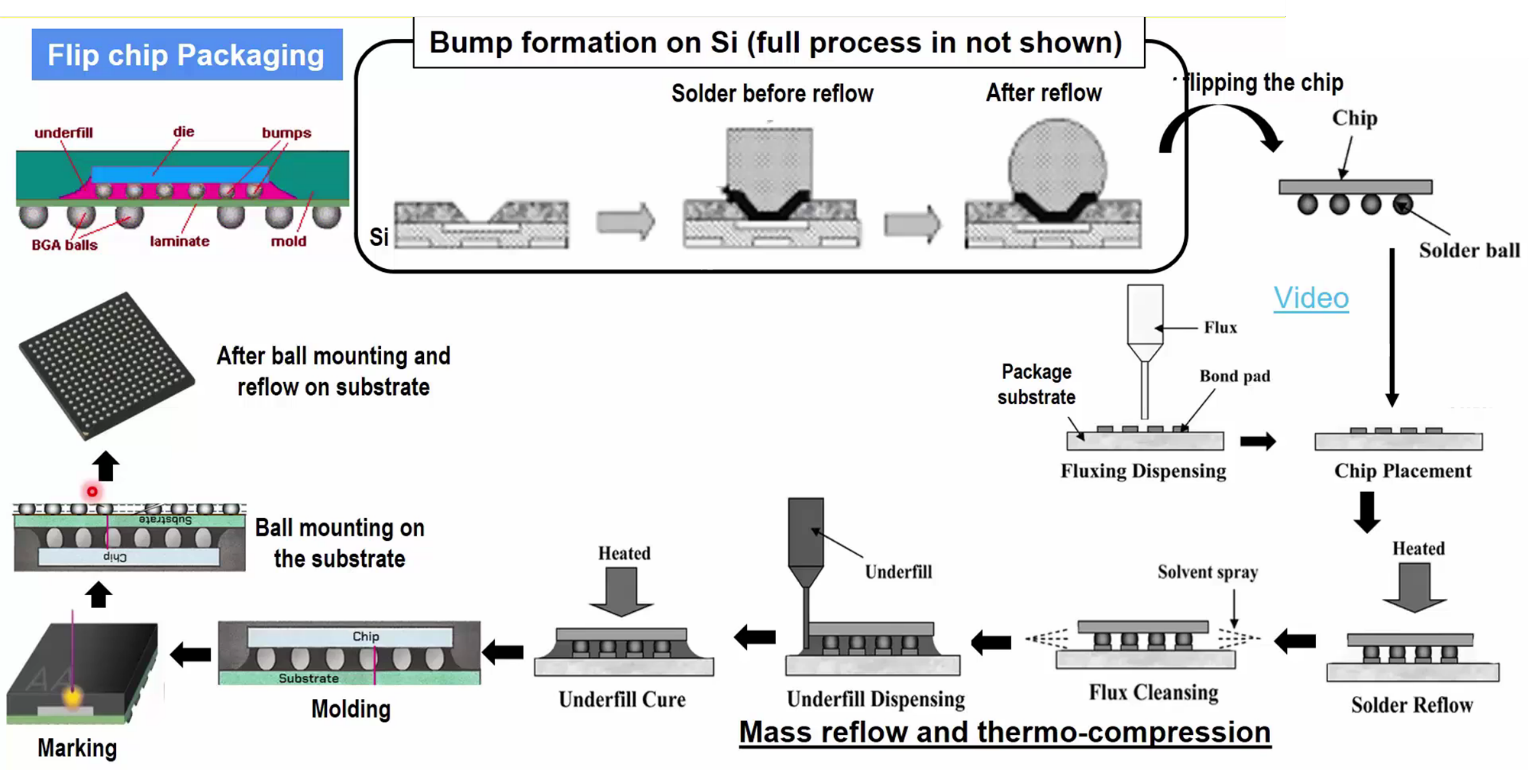 Flip chip Packaging
Bump formation on Si (full process in not shown)
Solder before reflow
After reflow
Si
lipping the chip
Chip
Solder ball
underfill
die
bumps
BGA balls
laminate
mold
Video
Flux
Package
substrate
Bond pad
Fluxing Dispensing
Chip Placement
Heated
Solder Reflow
Solvent spray
Flux Cleansing
Underfill
Underfill Dispensing
Heated
Underfill Cure
Mass reflow and thermo-compression
Chip
Substrate
Molding
AA
Marking
Substrate
Chip
Ball mounting on
the substrate
After ball mounting and
reflow on substrate